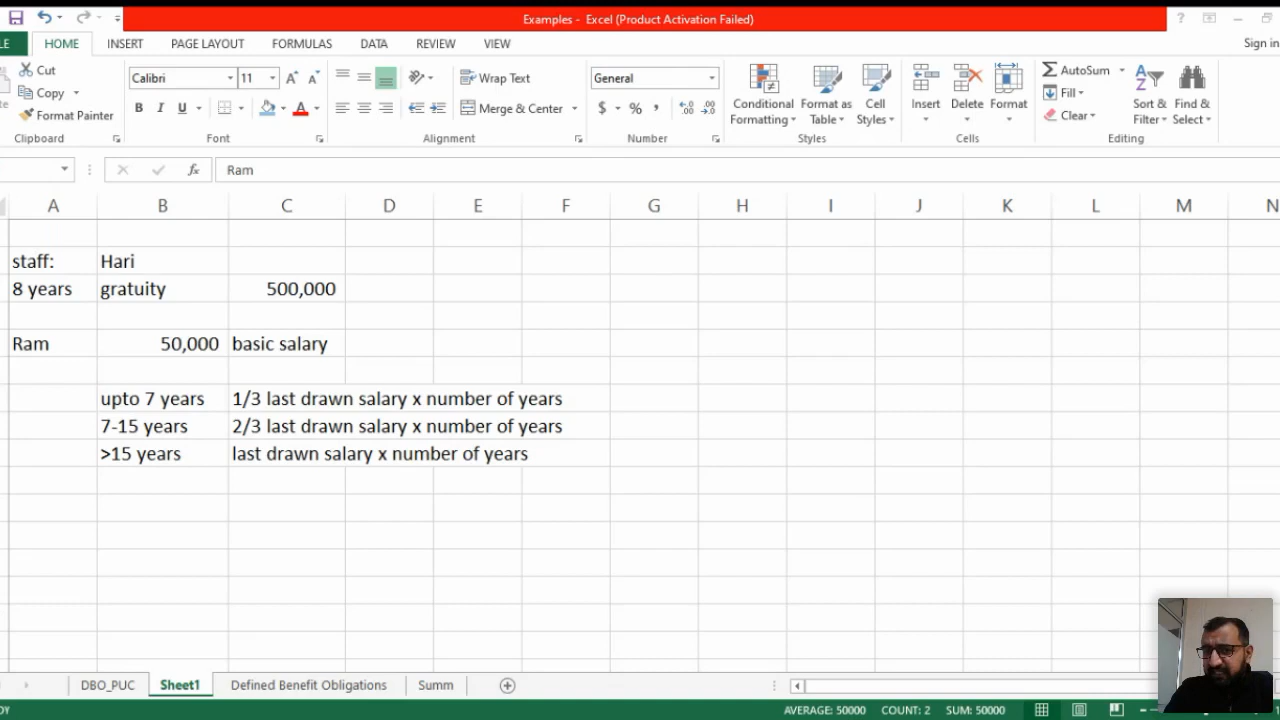 Examples - Excel (Product Activation Failed)
HOME INSERT PAGE LAYOUT FORMULAS DATA REVIEW VIEW Sign in
Cut
Copy
Format Painter
Clipboard
Calibri 11
B I U A
Font
Wrap Text
Merge & Center
Alignment
General
$ % ,
Number
Conditional Formatting
Format as Table
Cell Styles
Styles
Insert
Delete
Format
Cells
AutoSum
Fill
Clear
Sort & Filter
Find & Select
Editing
fx Ram
A B C D E F G H I J K L M N
staff: Hari
8 years gratuity 500,000
Ram 50,000 basic salary
upto 7 years 1/3 last drawn salary x number of years
7-15 years 2/3 last drawn salary x number of years
>15 years last drawn salary x number of years
DBO_PUC Sheet1 Defined Benefit Obligations Summ
AVERAGE: 50000 COUNT: 2 SUM: 50000